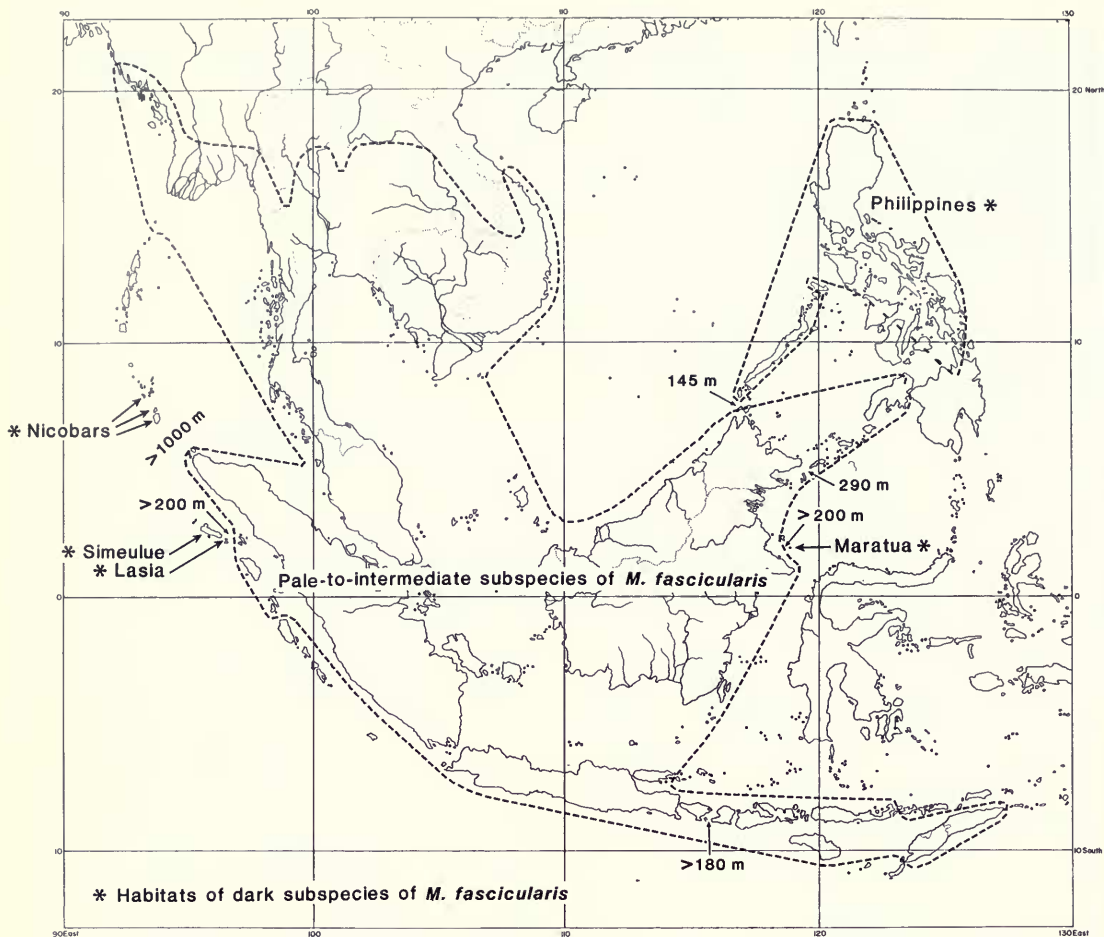 90
100
110
120
130
20
20 North
Philippines *
10
10
145 m
* Nicobars
>1000 m
290 m
>200 m
>200 m
* Simeulue
Maratua *
* Lasia
Pale-to-intermediate subspecies of M. fascicularis
0
0
10
10 South
>180 m
* Habitats of dark subspecies of M. fascicularis
90 East
100
110
120
130 East